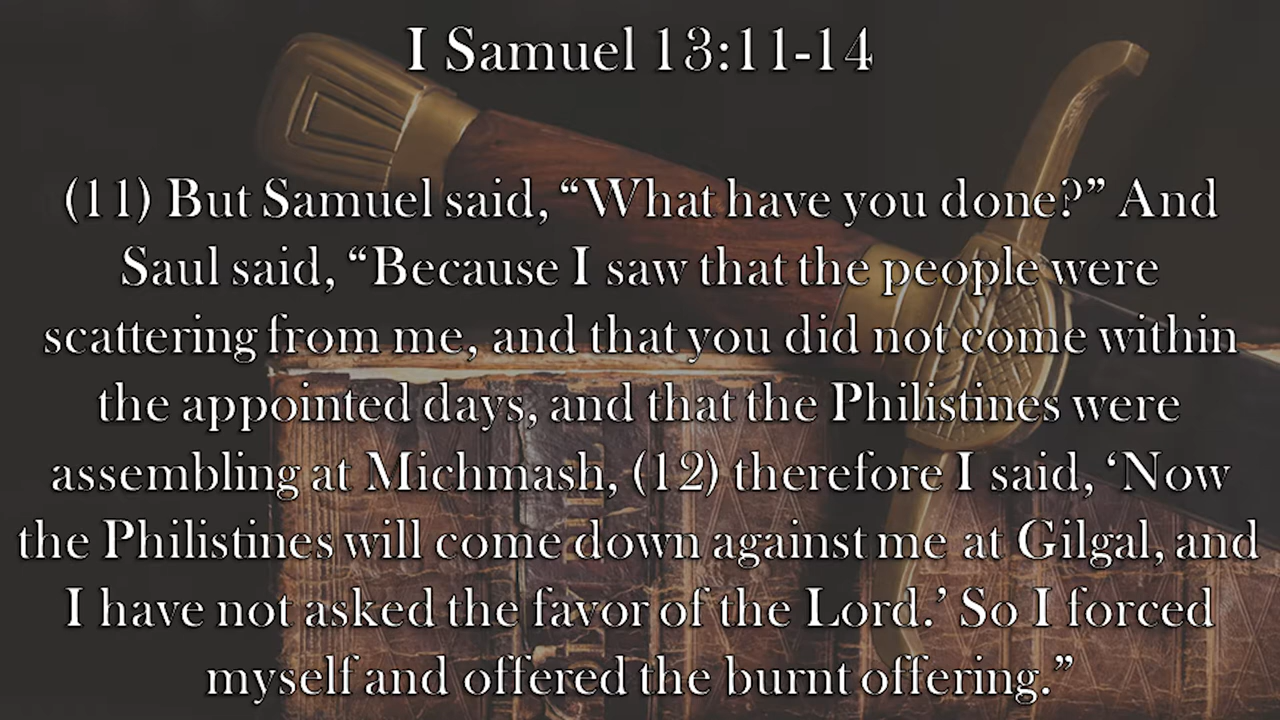 I Samuel 13:11-14
(11) But Samuel said, “What have you done?” And
Saul said, “Because I saw that the people were
scattering from me, and that you did not come within
the appointed days, and that the Philistines were
assembling at Michmash, (12) therefore I said, ‘Now
the Philistines will come down against me at Gilgal, and
I have not asked the favor of the Lord.’ So I forced
myself and offered the burnt offering.”